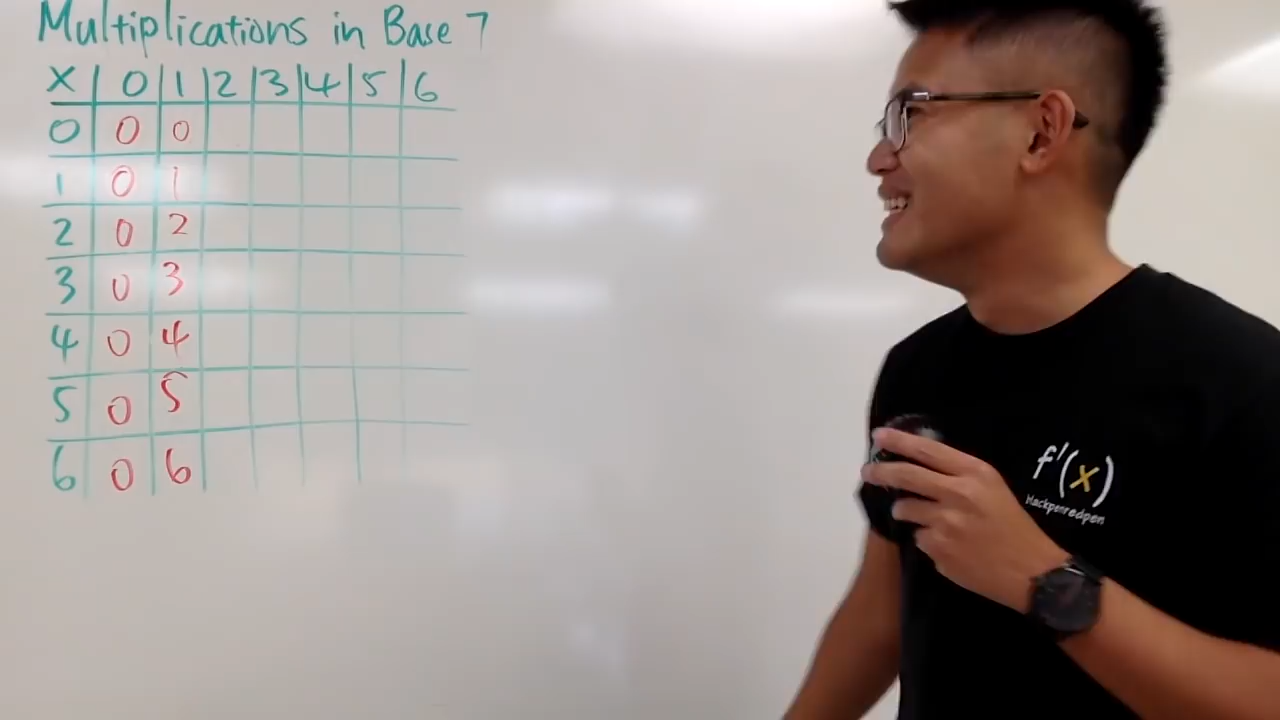 Multiplications in Base 7
× 0 1 2 3 4 5 6
0 0 0
1 0 1
2 0 2
3 0 3
4 0 4
5 0 5
6 0 6
f'(x)
blackpenredpen